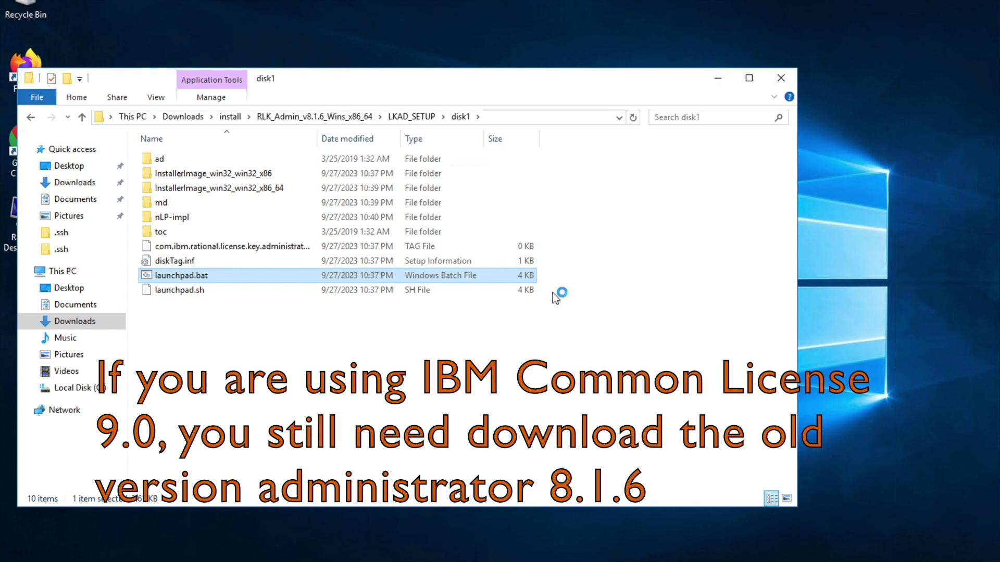 Recycle Bin
Application Tools
disk1
File
Home
Share
View
Manage
This PC
Downloads
install
RLK_Admin_v8.1.6_Wins_x86_64
LKAD_SETUP
disk1
Search disk1
Name
Date modified
Type
Size
Quick access
Desktop
Downloads
Documents
Pictures
.ssh
.ssh
This PC
Desktop
Documents
Downloads
Music
Pictures
Videos
Local Disk (C
Network
ad 3/25/2019 1:32 AM File folder
InstallerImage_win32_win32_x86 9/27/2023 10:37 PM File folder
InstallerImage_win32_win32_x86_64 9/27/2023 10:39 PM File folder
md 9/27/2023 10:39 PM File folder
nLP-impl 9/27/2023 10:40 PM File folder
toc 3/25/2019 1:32 AM File folder
com.ibm.rational.license.key.administrat... 9/27/2023 10:37 PM TAG File 0 KB
diskTag.inf 9/27/2023 10:37 PM Setup Information 1 KB
launchpad.bat 9/27/2023 10:37 PM Windows Batch File 4 KB
launchpad.sh 9/27/2023 10:37 PM SH File 4 KB
If you are using IBM Common License
9.0, you still need download the old
version administrator 8.1.6
10 items
1 item selected KB